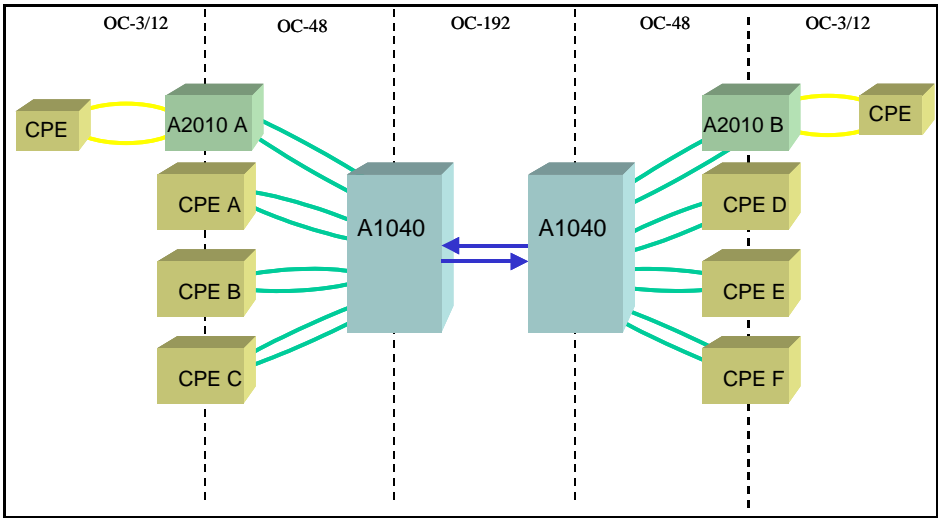 OC-3/12
OC-48
OC-192
OC-48
OC-3/12
CPE
A2010 A
A2010 B
CPE
CPE A
CPE D
A1040
A1040
CPE B
CPE E
CPE C
CPE F